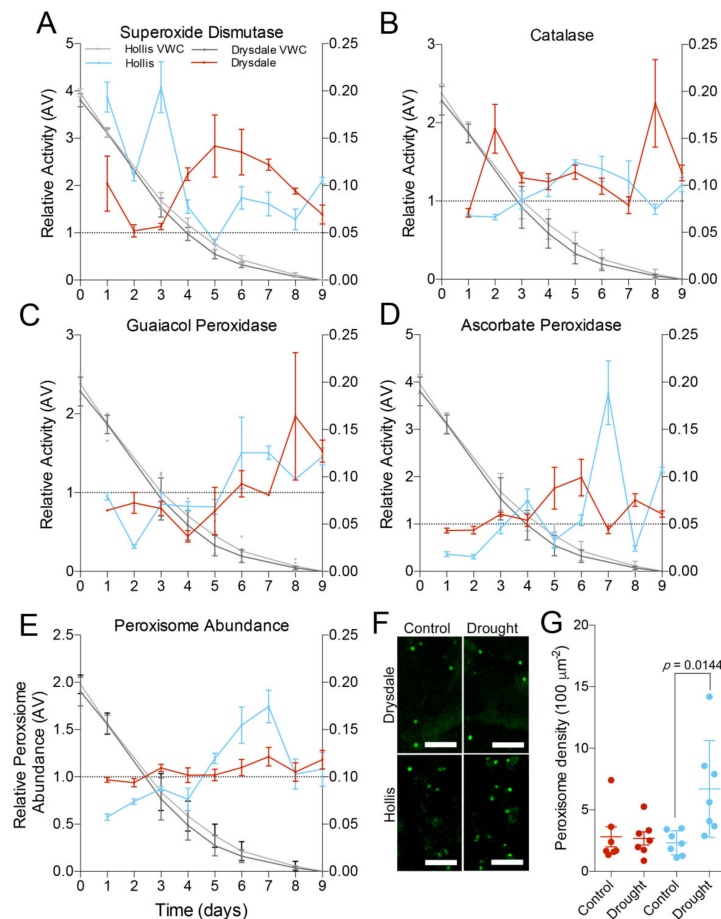 A
Superoxide Dismutase
Hollis VWC
Drysdale VWC
Hollis
Drysdale
Relative Activity (AV)
5
4
3
2
1
0
0.25
0.20
0.15
0.10
0.05
0.00
0 1 2 3 4 5 6 7 8 9
B
Catalase
Relative Activity (AV)
3
2
1
0
0.25
0.20
0.15
0.10
0.05
0.00
0 1 2 3 4 5 6 7 8 9
C
Guaiacol Peroxidase
Relative Activity (AV)
3
2
1
0
0.25
0.20
0.15
0.10
0.05
0.00
0 1 2 3 4 5 6 7 8 9
D
Ascorbate Peroxidase
Relative Activity (AV)
5
4
3
2
1
0
0.25
0.20
0.15
0.10
0.05
0.00
0 1 2 3 4 5 6 7 8 9
E
Peroxisome Abundance
Relative Peroxsiome
Abundance (AV)
2.5
2.0
1.5
1.0
0.5
0.0
0.25
0.20
0.15
0.10
0.05
0.00
0 1 2 3 4 5 6 7 8 9
Time (days)
F
Control Drought
Drysdale
Hollis
G
Peroxisome density (100 µm-2)
20
15
10
5
0
p = 0.0144
Control
Drought
Control
Drought